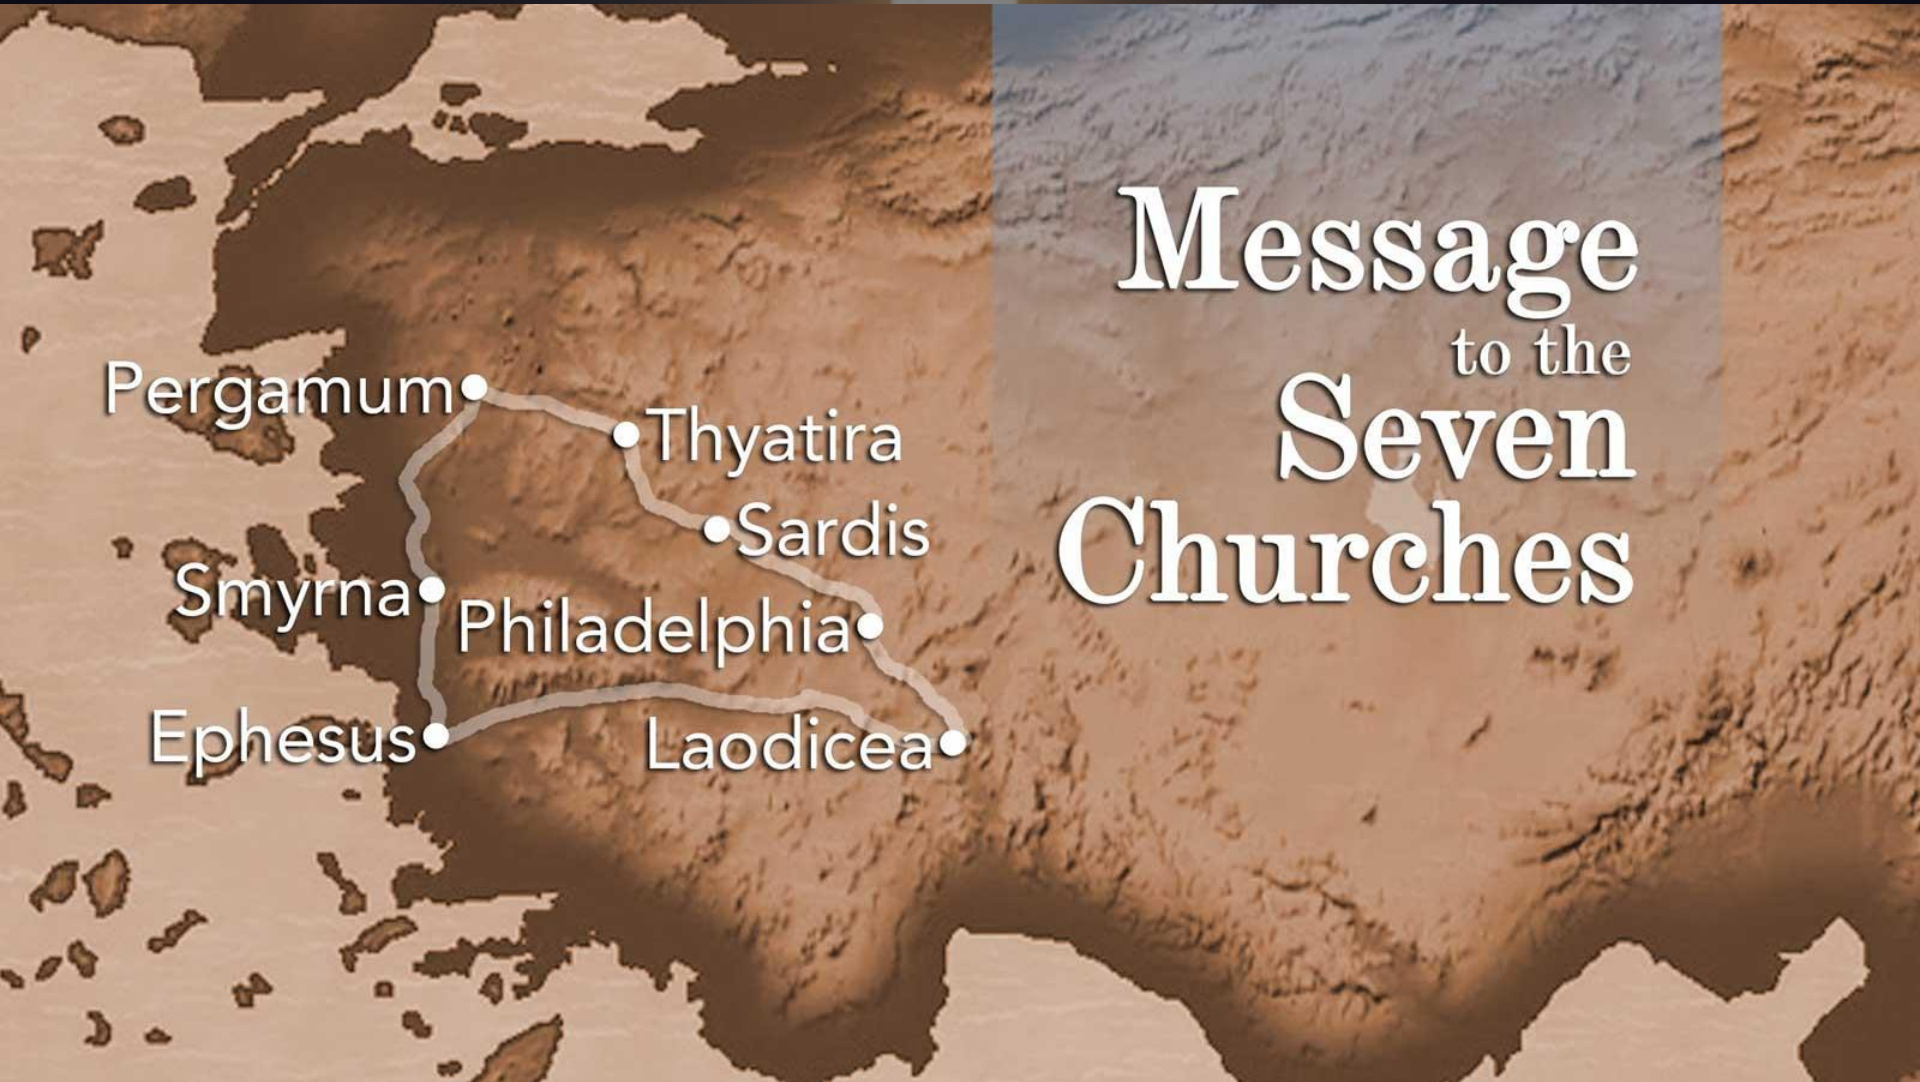 Message
to the
Seven
Churches
Pergamum
Thyatira
Sardis
Smyrna
Philadelphia
Ephesus
Laodicea